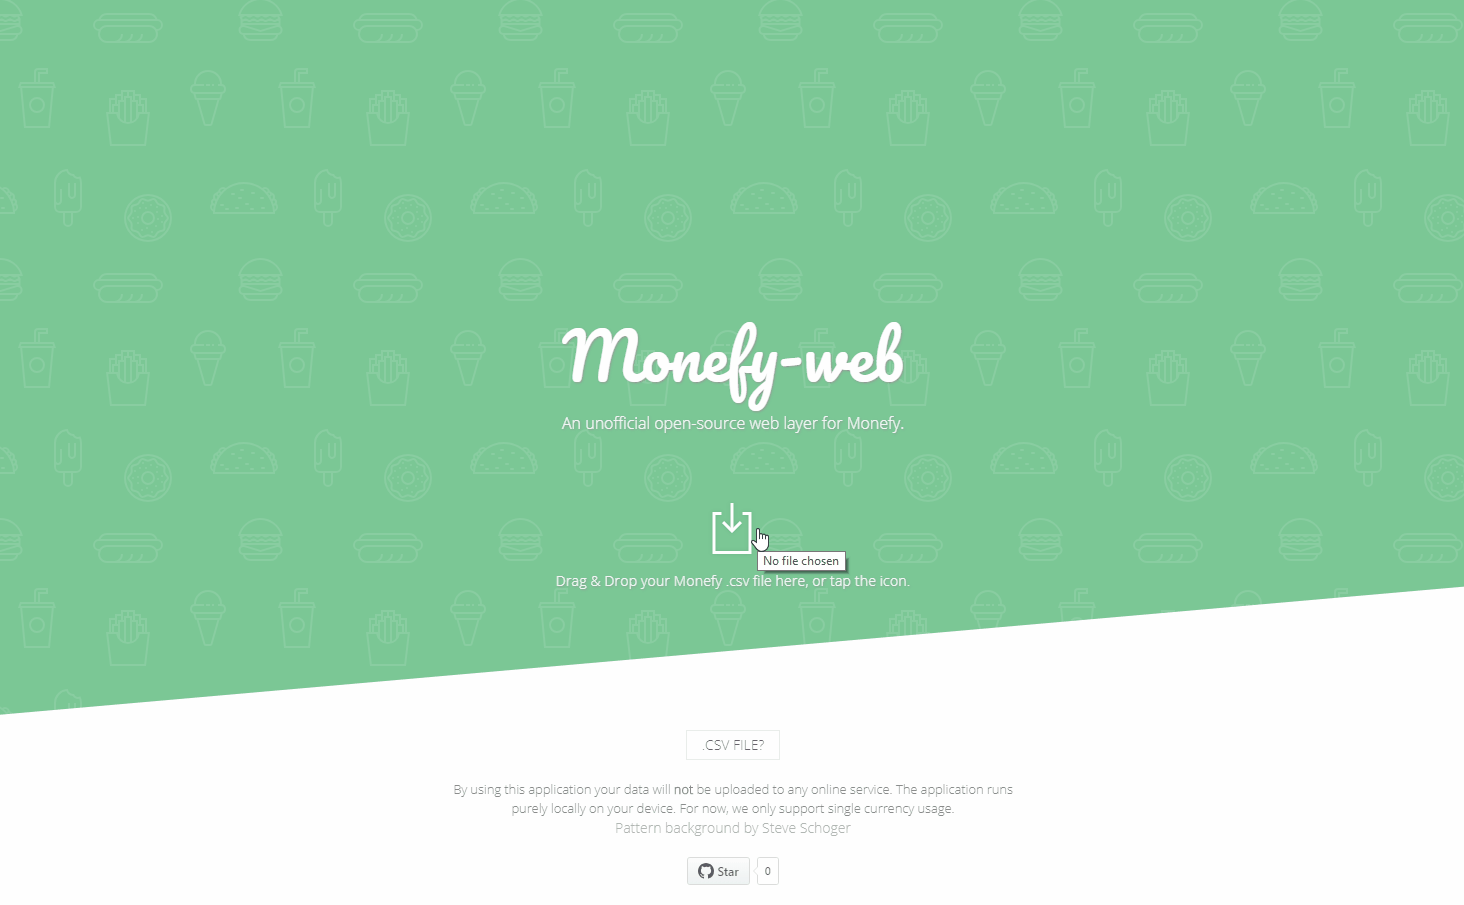 Monefy-web
An unofficial open-source web layer for Monefy.
No file chosen
Drag & Drop your Monefy .csv file here, or tap the icon.
.CSV FILE?
By using this application your data will not be uploaded to any online service. The application runs
purely locally on your device. For now, we only support single currency usage.
Pattern background by Steve Schoger
Star 0